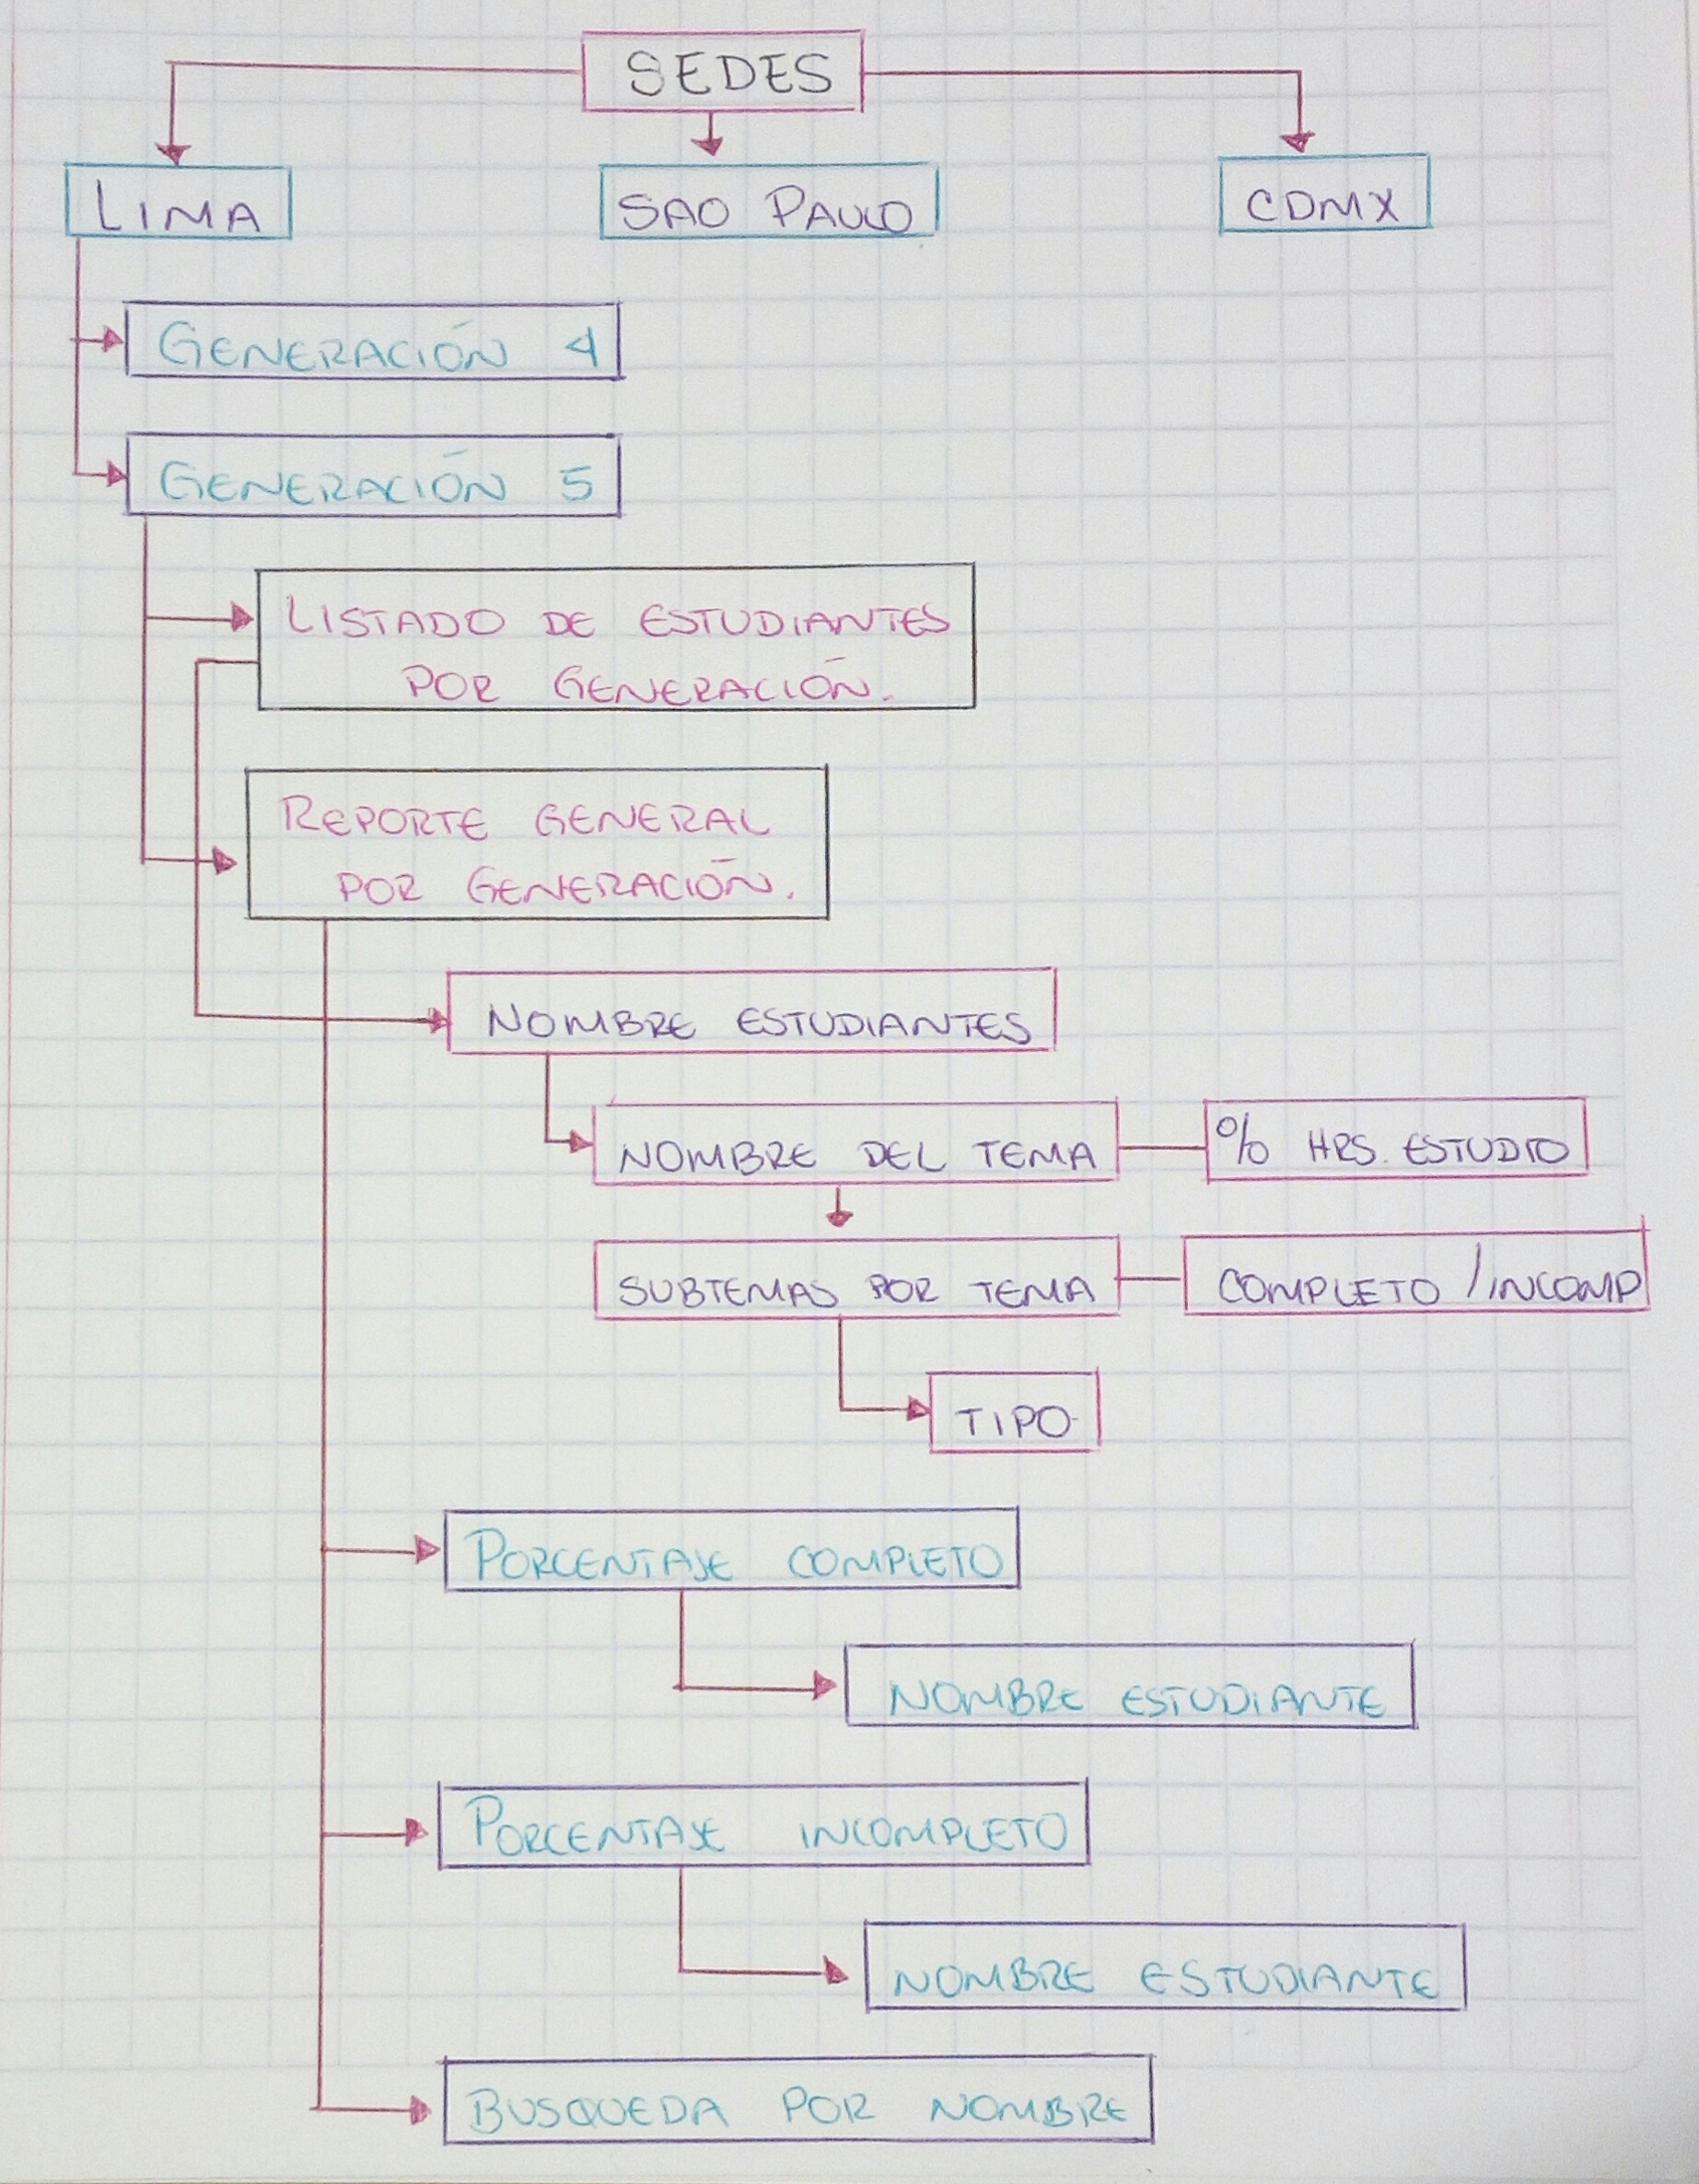 SEDES
LIMA
SAO PAULO
CDMX
GENERACIÓN 4
GENERACIÓN 5
LISTADO DE ESTUDIANTES
POR GENERACIÓN.
REPORTE GENERAL
POR GENERACIÓN.
NOMBRE ESTUDIANTES
NOMBRE DEL TEMA
% HRS. ESTUDIO
SUBTEMAS POR TEMA
COMPLETO / INCOMP
TIPO
PORCENTAJE COMPLETO
NOMBRE ESTUDIANTE
PORCENTAJE INCOMPLETO
NOMBRE ESTUDIANTE
BUSQUEDA POR NOMBRE